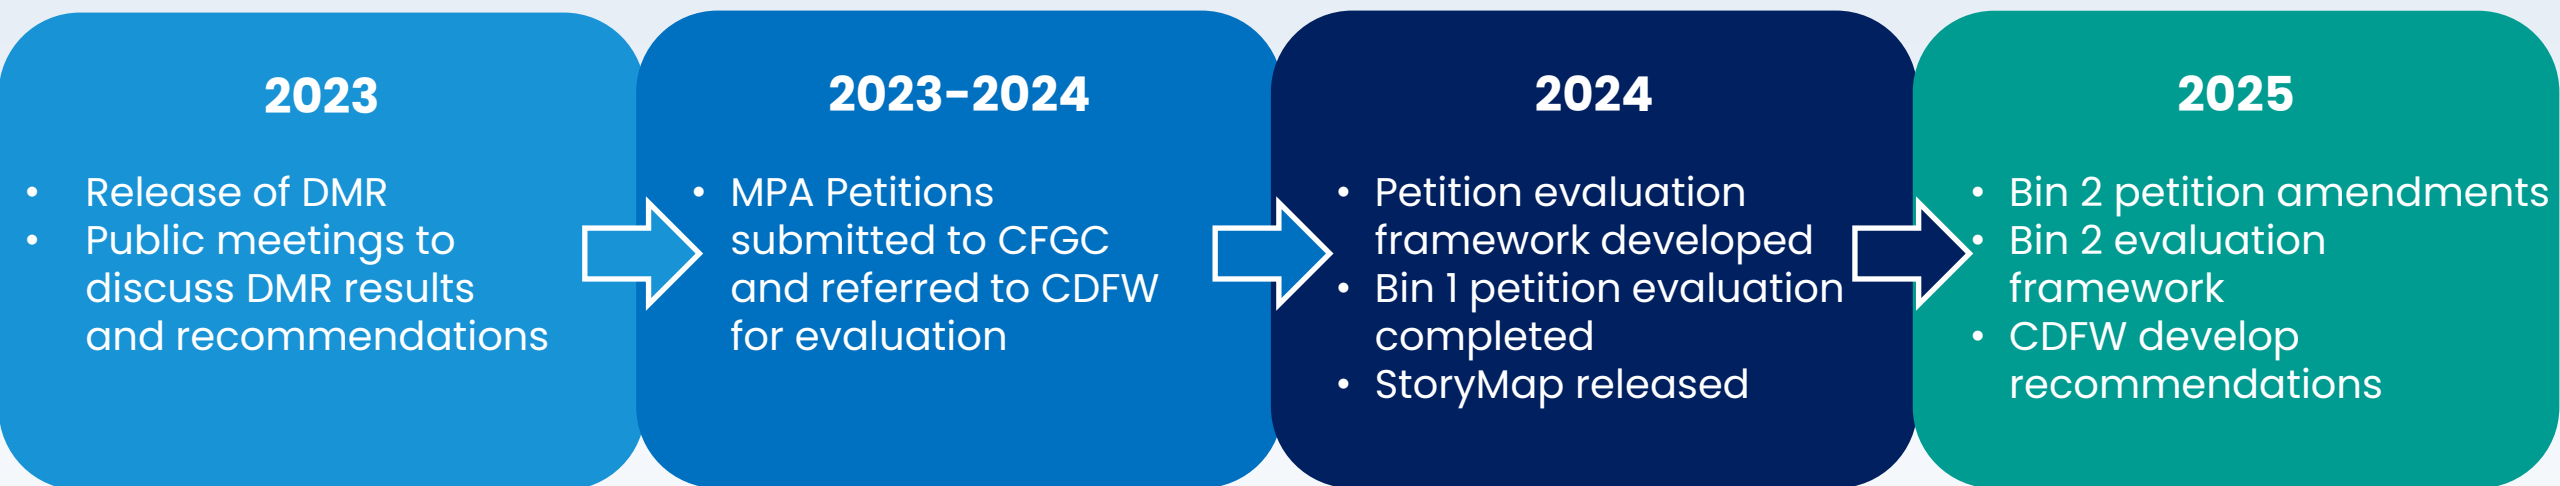 2023
• Release of DMR
• Public meetings to
discuss DMR results
and recommendations
2023-2024
• MPA Petitions
submitted to CFGC
and referred to CDFW
for evaluation
2024
• Petition evaluation
framework developed
• Bin 1 petition evaluation
completed
• StoryMap released
2025
• Bin 2 petition amendments
• Bin 2 evaluation
framework
• CDFW develop
recommendations